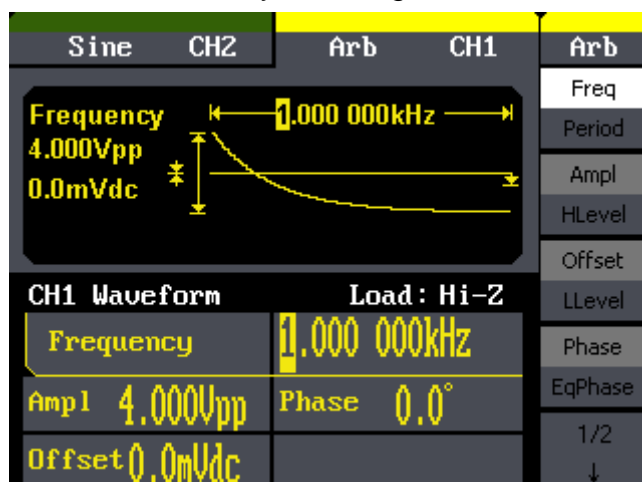 Sine CH2 Arb CH1 Arb
Freq
Period
Ampl
HLevel
Offset
LLevel
Phase
EqPhase
1/2
Frequency 1.000 000kHz
4.000Vpp
0.0mVdc
CH1 Waveform Load: Hi-Z
Frequency 1.000 000kHz
Ampl 4.000Vpp Phase 0.0°
Offset 0.0mVdc